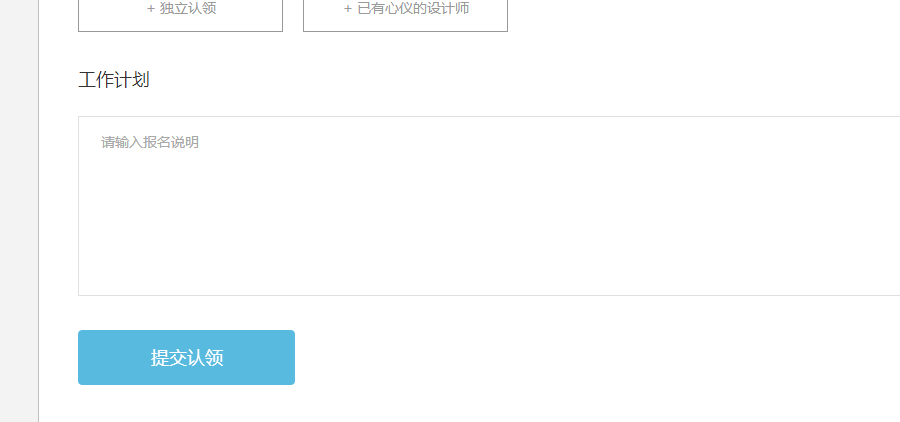 + 独立认领
+ 已有心仪的设计师
工作计划
请输入报名说明
提交认领